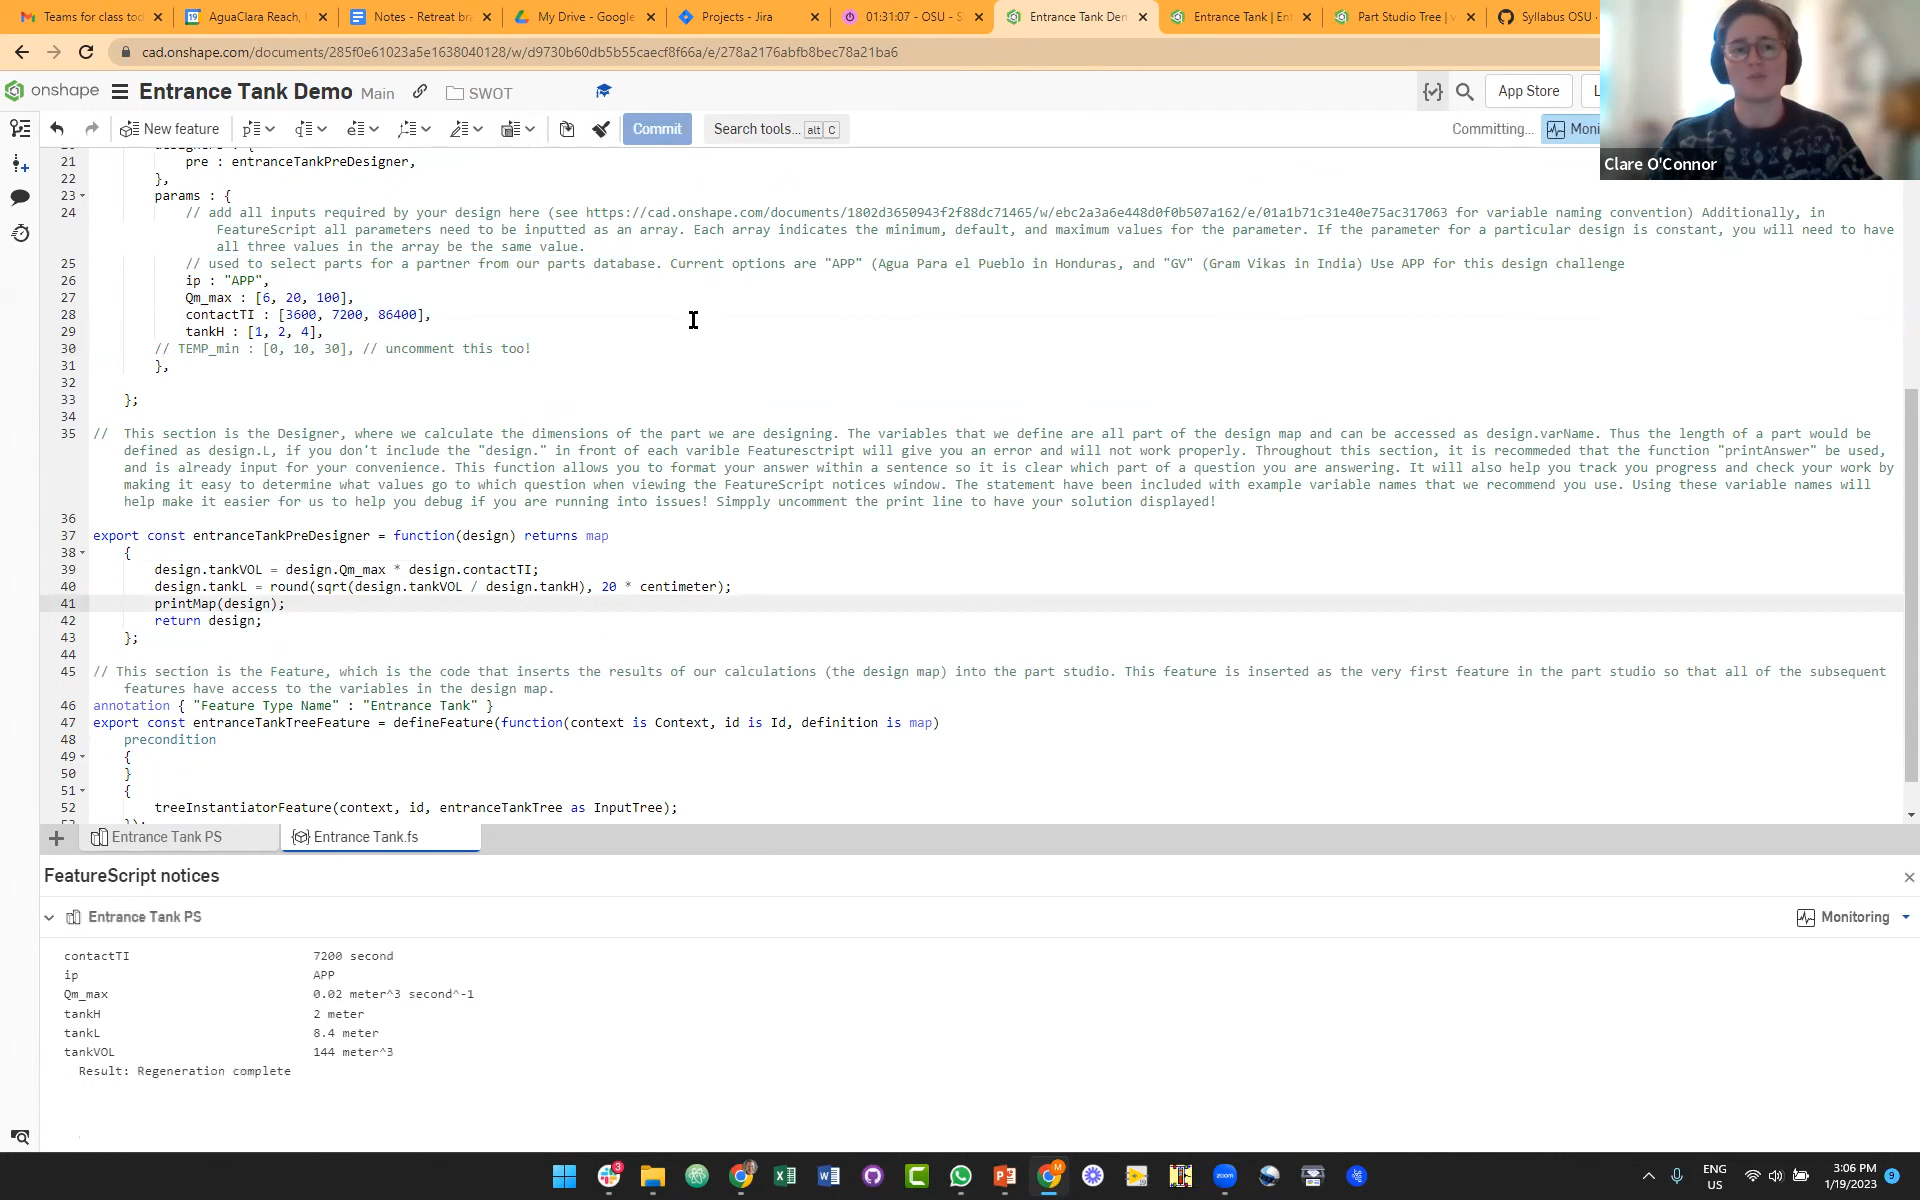 Teams for class tod
AguaClara Reach,
Notes - Retreat bra
My Drive - Google
Projects - Jira
01:31:07 - OSU - S
Entrance Tank Dem
Entrance Tank | Ent
Part Studio Tree | v
Syllabus OSU
cad.onshape.com/documents/285f0e61023a5e1638040128/w/d9730b60db5b55caecf8f66a/e/278a2176abfb8bec78a21ba6
onshape
Entrance Tank Demo Main
SWOT
App Store
New feature
Commit
Search tools... alt C
Committing...
Moni
Clare O'Connor
21 pre : entranceTankPreDesigner,
22 },
23 params : {
24 // add all inputs required by your design here (see https://cad.onshape.com/documents/1802d3650943f2f88dc71465/w/ebc2a3a6e448d0f0b507a162/e/01a1b71c31e40e75ac317063 for variable naming convention) Additionally, in
FeatureScript all parameters need to be inputted as an array. Each array indicates the minimum, default, and maximum values for the parameter. If the parameter for a particular design is constant, you will need to have
all three values in the array be the same value.
25 // used to select parts for a partner from our parts database. Current options are "APP" (Agua Para el Pueblo in Honduras, and "GV" (Gram Vikas in India) Use APP for this design challenge
26 ip : "APP",
27 Qm_max : [6, 20, 100],
28 contactTI : [3600, 7200, 86400],
29 tankH : [1, 2, 4],
30 // TEMP_min : [0, 10, 30], // uncomment this too!
31 },
32
33 };
34
35 // This section is the Designer, where we calculate the dimensions of the part we are designing. The variables that we define are all part of the design map and can be accessed as design.varName. Thus the length of a part would be
defined as design.L, if you don't include the "design." in front of each varible Featuresctript will give you an error and will not work properly. Throughout this section, it is recommeded that the function "printAnswer" be used,
and is already input for your convenience. This function allows you to format your answer within a sentence so it is clear which part of a question you are answering. It will also help you track you progress and check your work by
making it easy to determine what values go to which question when viewing the FeatureScript notices window. The statement have been included with example variable names that we recommend you use. Using these variable names will
help make it easier for us to help you debug if you are running into issues! Simpply uncomment the print line to have your solution displayed!
36
37 export const entranceTankPreDesigner = function(design) returns map
38 {
39 design.tankVOL = design.Qm_max * design.contactTI;
40 design.tankL = round(sqrt(design.tankVOL / design.tankH), 20 * centimeter);
41 printMap(design);
42 return design;
43 };
44
45 // This section is the Feature, which is the code that inserts the results of our calculations (the design map) into the part studio. This feature is inserted as the very first feature in the part studio so that all of the subsequent
features have access to the variables in the design map.
46 annotation { "Feature Type Name" : "Entrance Tank" }
47 export const entranceTankTreeFeature = defineFeature(function(context is Context, id is Id, definition is map)
48 precondition
49 {
50 }
51 {
52 treeInstantiatorFeature(context, id, entranceTankTree as InputTree);
Entrance Tank PS
Entrance Tank.fs
FeatureScript notices
Entrance Tank PS
Monitoring
contactTI 7200 second
ip APP
Qm_max 0.02 meter^3 second^-1
tankH 2 meter
tankL 8.4 meter
tankVOL 144 meter^3
Result: Regeneration complete
ENG
US
3:06 PM
1/19/2023